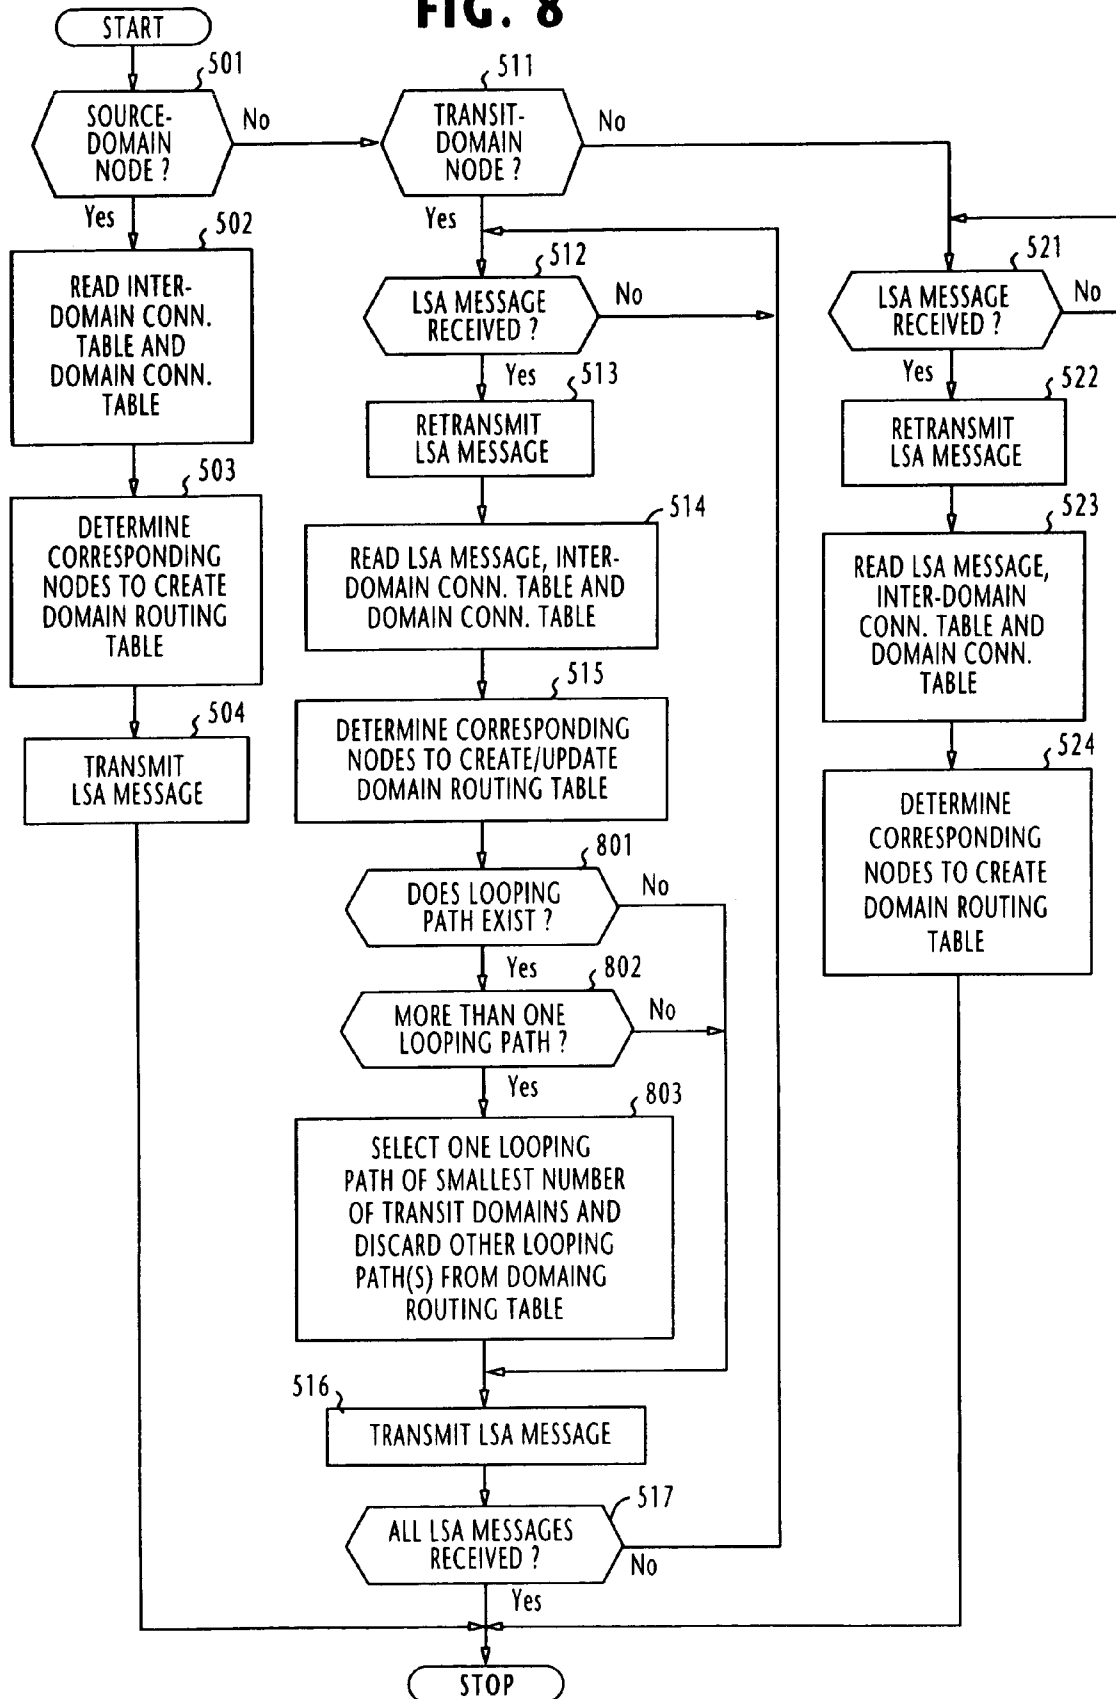 FIG. 8
START
501
SOURCE-
DOMAIN
NODE ?
No
Yes
502
READ INTER-
DOMAIN CONN.
TABLE AND
DOMAIN CONN.
TABLE
503
DETERMINE
CORRESPONDING
NODES TO CREATE
DOMAIN ROUTING
TABLE
504
TRANSMIT
LSA MESSAGE
511
TRANSIT-
DOMAIN
NODE ?
No
Yes
512
LSA MESSAGE
RECEIVED ?
No
Yes
513
RETRANSMIT
LSA MESSAGE
514
READ LSA MESSAGE, INTER-
DOMAIN CONN. TABLE AND
DOMAIN CONN. TABLE
515
DETERMINE CORRESPONDING
NODES TO CREATE/UPDATE
DOMAIN ROUTING TABLE
801
DOES LOOPING
PATH EXIST ?
No
Yes
802
MORE THAN ONE
LOOPING PATH ?
No
Yes
803
SELECT ONE LOOPING
PATH OF SMALLEST NUMBER
OF TRANSIT DOMAINS AND
DISCARD OTHER LOOPING
PATH(S) FROM DOMAING
ROUTING TABLE
516
TRANSMIT LSA MESSAGE
517
ALL LSA MESSAGES
RECEIVED ?
No
Yes
521
LSA MESSAGE
RECEIVED ?
No
Yes
522
RETRANSMIT
LSA MESSAGE
523
READ LSA MESSAGE,
INTER-DOMAIN
CONN. TABLE AND
DOMAIN CONN.
TABLE
524
DETERMINE
CORRESPONDING
NODES TO CREATE
DOMAIN ROUTING
TABLE
STOP